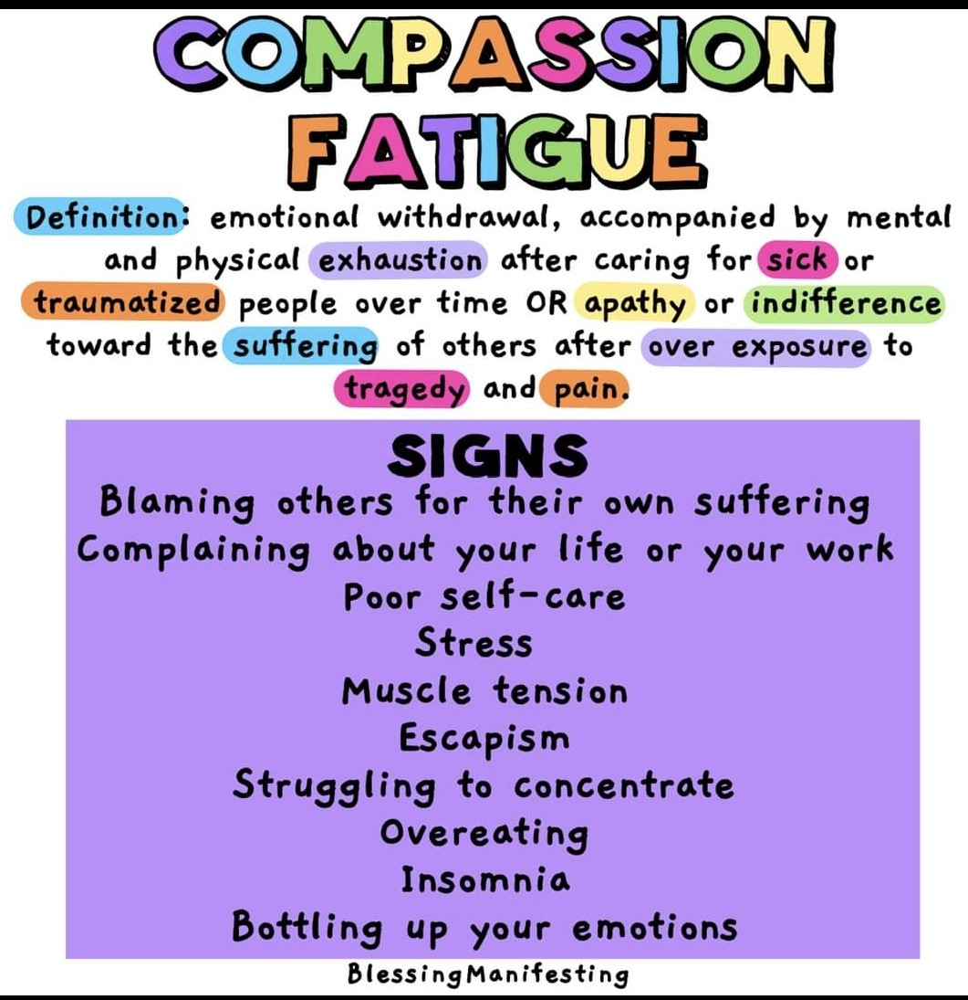 COMPASSION
FATIGUE
Definition: emotional withdrawal, accompanied by mental
and physical exhaustion after caring for sick or
traumatized people over time OR apathy or indifference
toward the suffering of others after over exposure to
tragedy and pain.
SIGNS
Blaming others for their own suffering
Complaining about your life or your work
Poor self-care
Stress
Muscle tension
Escapism
Struggling to concentrate
Overeating
Insomnia
Bottling up your emotions
BlessingManifesting